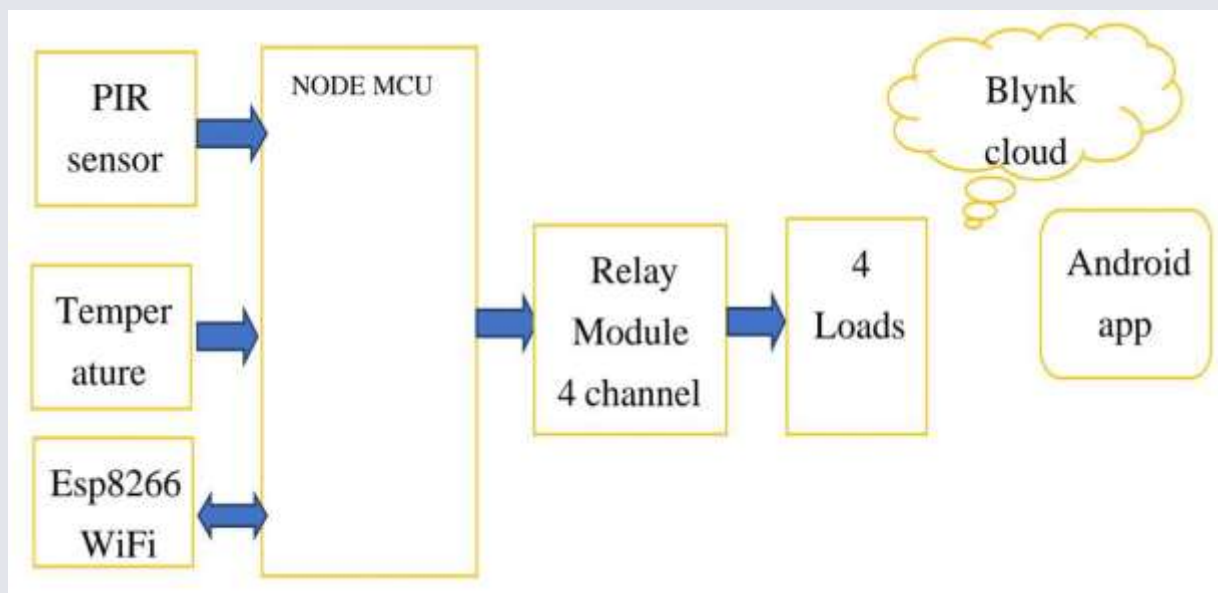 PIR
sensor
NODE MCU
Blynk
cloud
Temper
ature
Relay
Module
4 channel
4
Loads
Android
app
Esp8266
WiFi